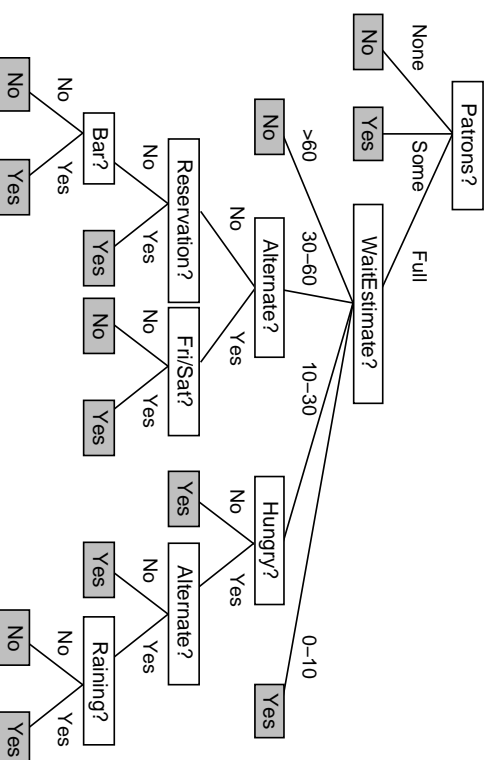 Patrons?
None Some Full
No Yes WaitEstimate?
>60 30–60 10–30 0–10
No Alternate? Hungry? Yes
No Yes No Yes
Reservation? Fri/Sat? Yes Alternate?
No Yes No Yes No Yes
Bar? Yes No Yes Yes Raining?
No Yes No Yes
No Yes No Yes